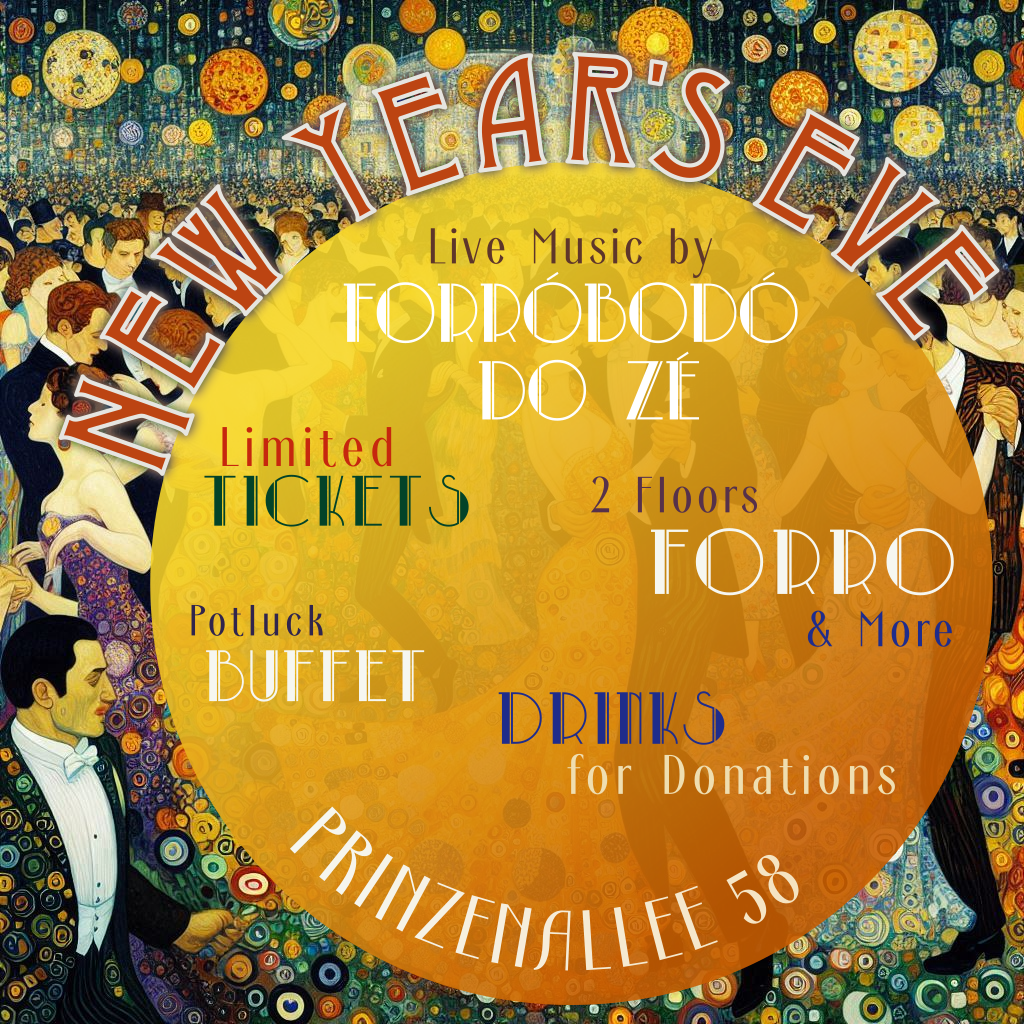 NEW YEAR'S EVE
Live Music by
FORRÓBODÓ
DO ZÉ
Limited
TICKETS
2 Floors
FORRO
& More
Potluck
BUFFET
DRINKS
for Donations
PRINZENALLEE 58